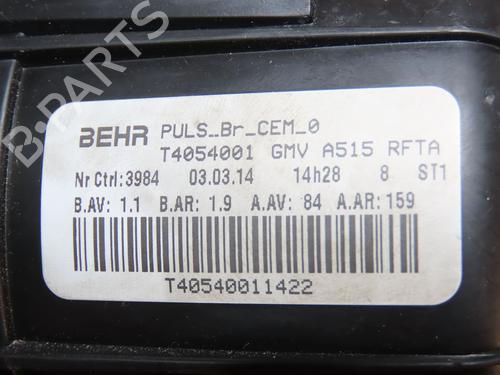 BEHR PULS_Br_CEM_0
T4054001 GMV A515 RFTA
Nr Ctrl:3984 03.03.14 14h28 8 ST1
B.AV: 1.1 B.AR: 1.9 A.AV: 84 A.AR: 159
T40540011422
B-PARTS